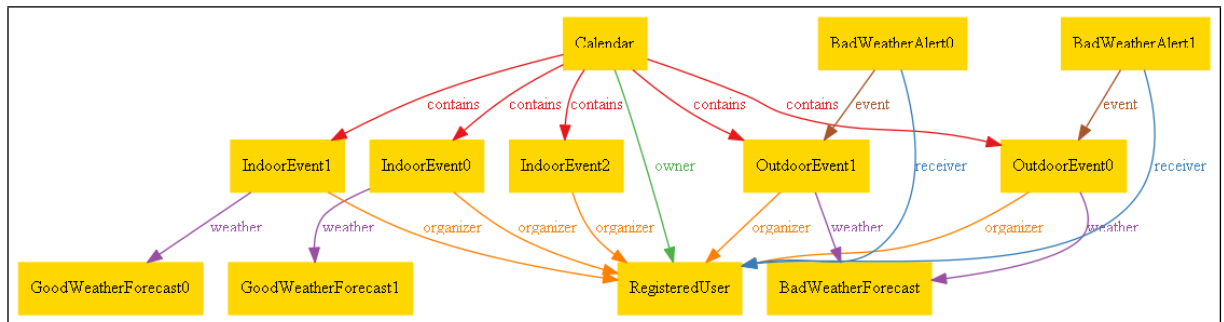 Calendar
BadWeatherAlert0
BadWeatherAlert1
contains
contains
contains
contains
contains
event
event
IndoorEvent1
IndoorEvent0
IndoorEvent2
owner
OutdoorEvent1
receiver
OutdoorEvent0
receiver
weather
organizer
weather
organizer
organizer
organizer
weather
organizer
weather
GoodWeatherForecast0
GoodWeatherForecast1
RegisteredUser
BadWeatherForecast